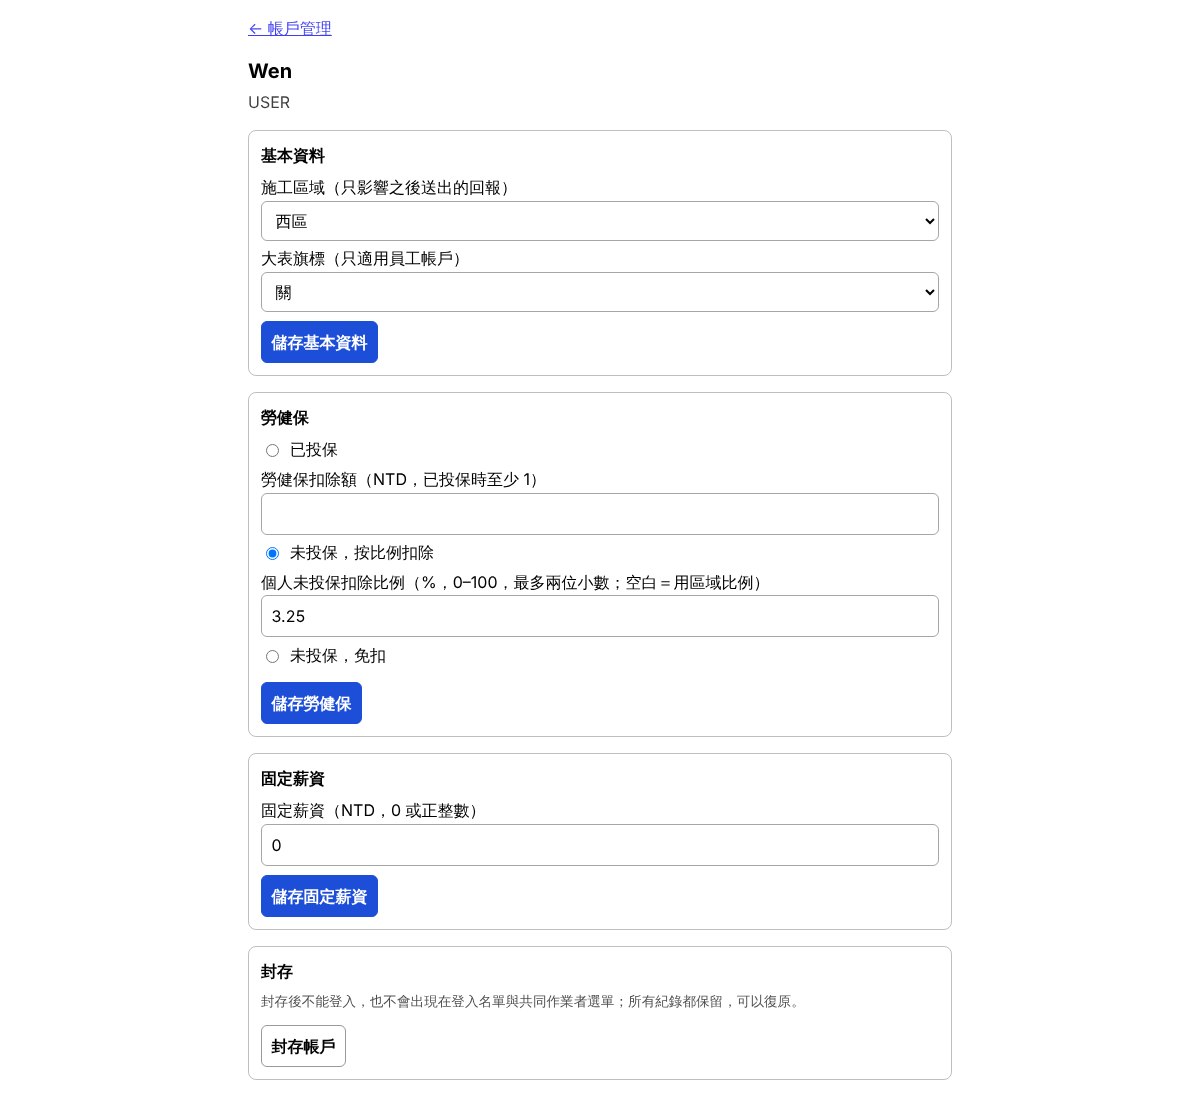 ← 帳戶管理
Wen
USER
基本資料
施工區域（只影響之後送出的回報）
西區
大表旗標（只適用員工帳戶）
關
儲存基本資料
勞健保
已投保
勞健保扣除額（NTD，已投保時至少 1）
未投保，按比例扣除
個人未投保扣除比例（%，0–100，最多兩位小數；空白＝用區域比例）
3.25
未投保，免扣
儲存勞健保
固定薪資
固定薪資（NTD，0 或正整數）
0
儲存固定薪資
封存
封存後不能登入，也不會出現在登入名單與共同作業者選單；所有紀錄都保留，可以復原。
封存帳戶